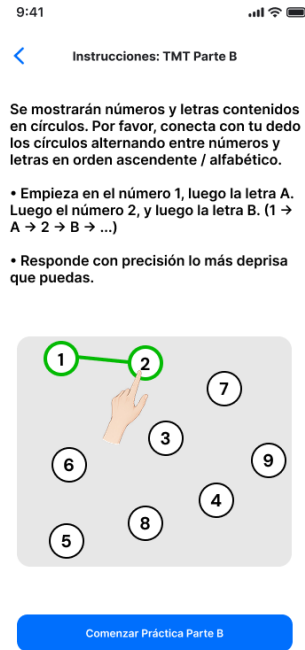 9:41
Instrucciones: TMT Parte B
Se mostrarán números y letras contenidos
en círculos. Por favor, conecta con tu dedo
los círculos alternando entre números y
letras en orden ascendente / alfabético.
• Empieza en el número 1, luego la letra A.
Luego el número 2, y luego la letra B. (1 →
A → 2 → B → ...)
• Responde con precisión lo más deprisa
que puedas.
1
2
7
3
6
9
4
8
5
Comenzar Práctica Parte B